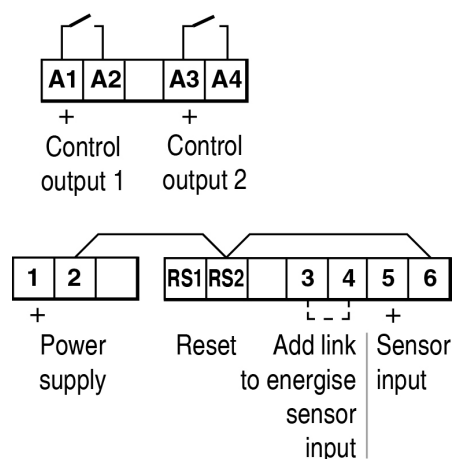 A1 A2 A3 A4
+ +
Control Control
output 1 output 2
1 2 RS1 RS2 3 4 5 6
+ +
Power Reset Add link Sensor
supply to energise input
sensor
input